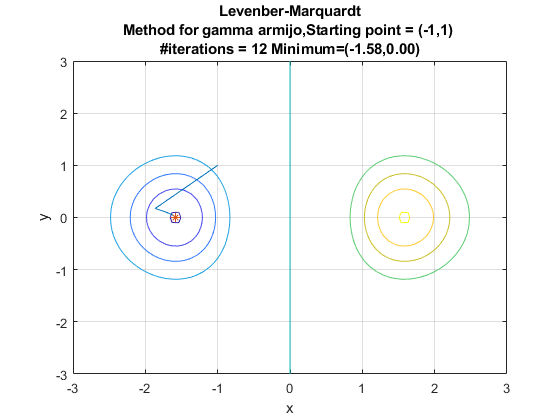 Levenber-Marquardt
Method for gamma armijo,Starting point = (-1,1)
#iterations = 12 Minimum=(-1.58,0.00)
3
2
1
0
-1
-2
-3
y
-3 -2 -1 0 1 2 3
x